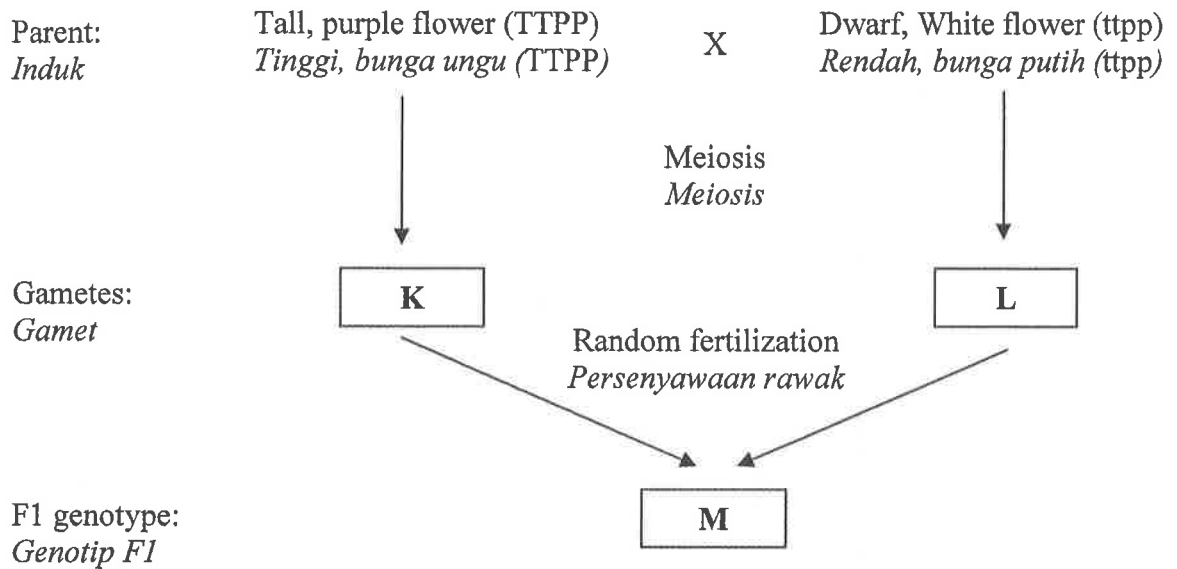 Parent:
Induk
Tall, purple flower (TTPP)
Tinggi, bunga ungu (TTPP)
X
Dwarf, White flower (ttpp)
Rendah, bunga putih (ttpp)
Meiosis
Meiosis
Gametes:
Gamet
K
L
Random fertilization
Persenyawaan rawak
F1 genotype:
Genotip F1
M